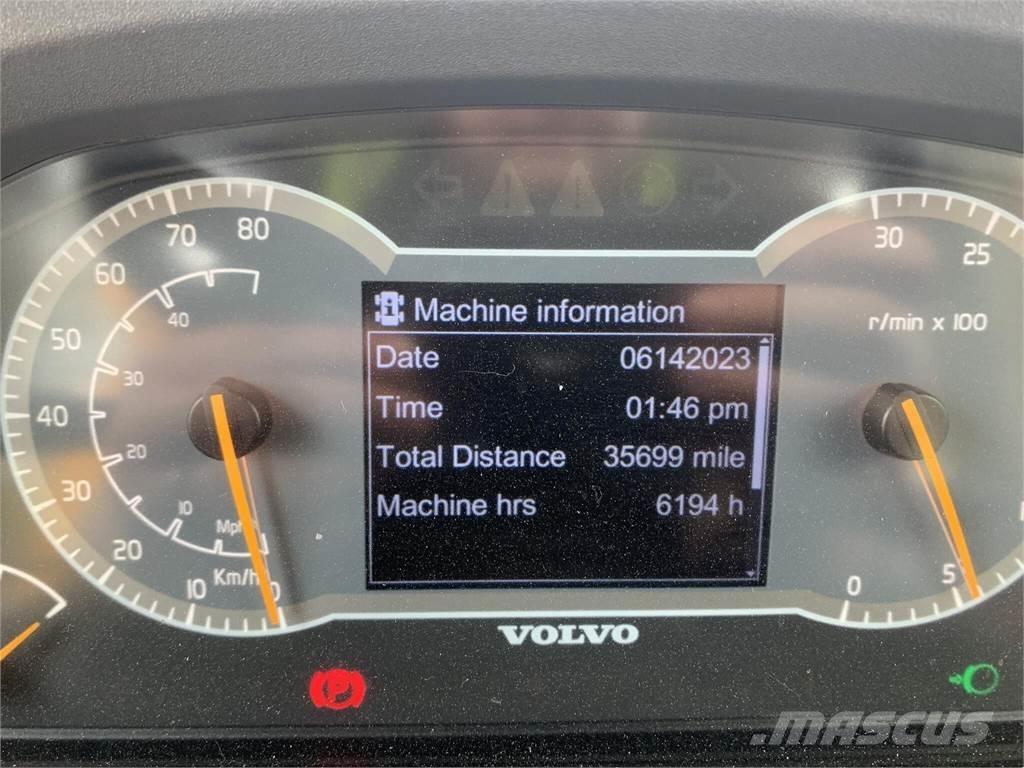 80
70
60
50
40
30
20
10
0
Km/h
40
30
20
10
Mph
Machine information
Date 06142023
Time 01:46 pm
Total Distance 35699 mile
Machine hrs 6194 h
30
25
r/min x 100
5
0
VOLVO
P
MASCUS